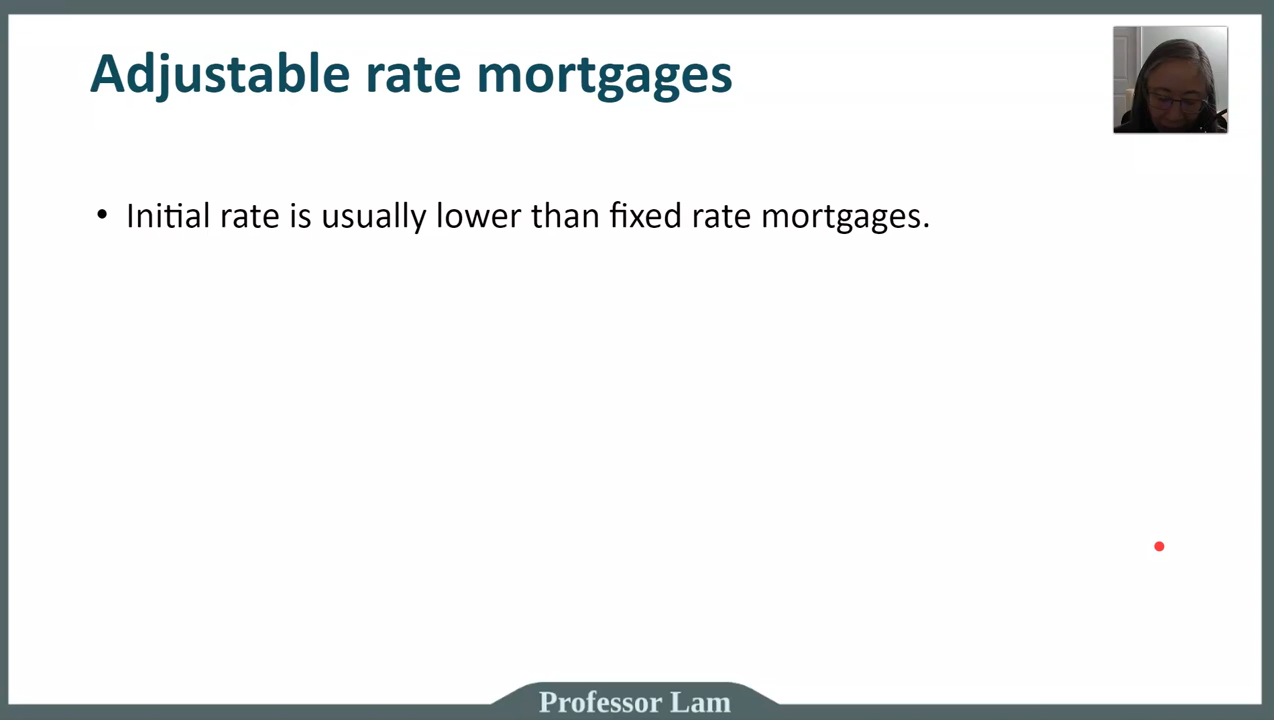 Adjustable rate mortgages
• Initial rate is usually lower than fixed rate mortgages.
Professor Lam